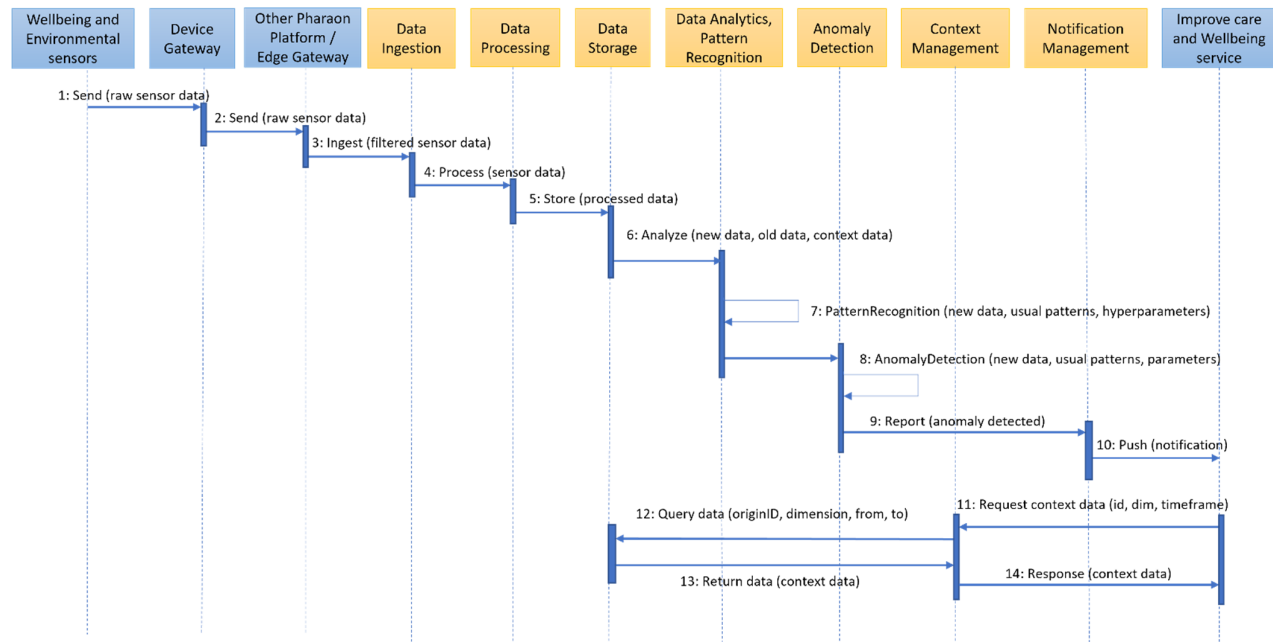 Wellbeing and
Environmental
sensors
Device
Gateway
Other Pharaon
Platform /
Edge Gateway
Data
Ingestion
Data
Processing
Data
Storage
Data Analytics,
Pattern
Recognition
Anomaly
Detection
Context
Management
Notification
Management
Improve care
and Wellbeing
service
1: Send (raw sensor data)
2: Send (raw sensor data)
3: Ingest (filtered sensor data)
4: Process (sensor data)
5: Store (processed data)
6: Analyze (new data, old data, context data)
7: PatternRecognition (new data, usual patterns, hyperparameters)
8: AnomalyDetection (new data, usual patterns, parameters)
9: Report (anomaly detected)
10: Push (notification)
11: Request context data (id, dim, timeframe)
12: Query data (originID, dimension, from, to)
13: Return data (context data)
14: Response (context data)